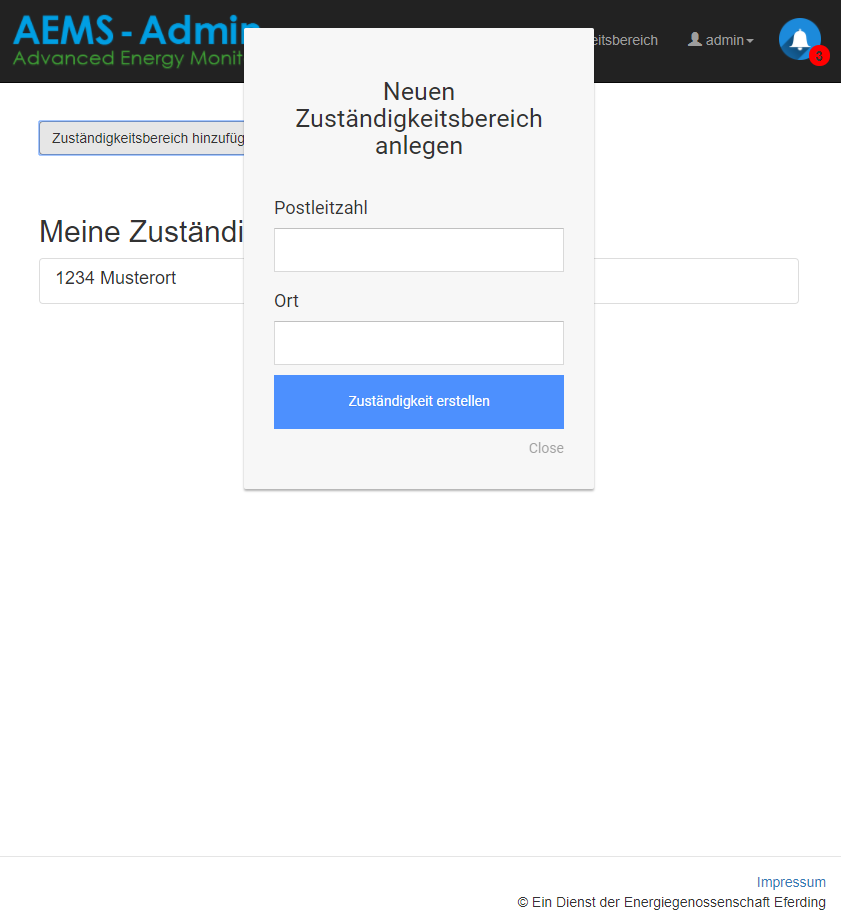 AEMS - Admin
Advanced Energy Monit
eitsbereich
admin
3
Zuständigkeitsbereich hinzufüg
Meine Zuständi
1234 Musterort
Neuen
Zuständigkeitsbereich
anlegen
Postleitzahl
Ort
Zuständigkeit erstellen
Close
Impressum
© Ein Dienst der Energiegenossenschaft Eferding